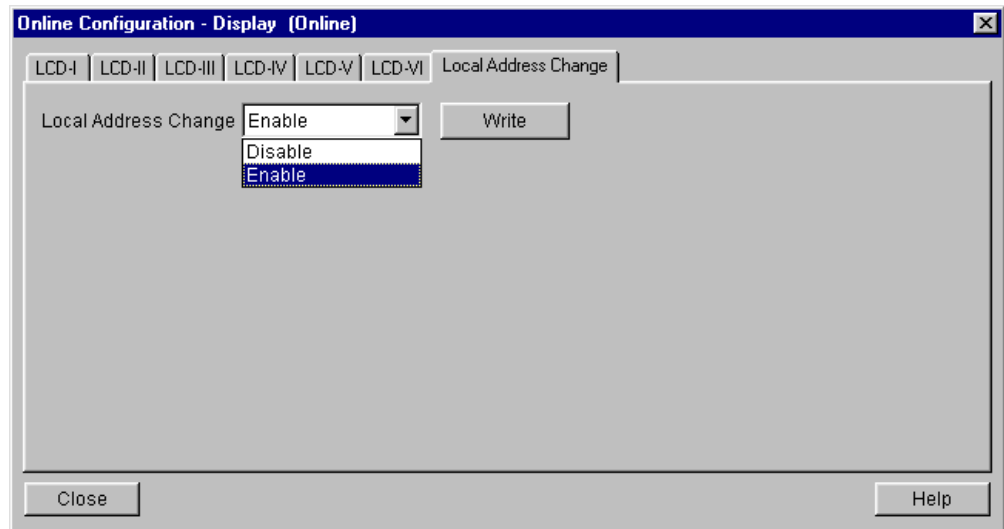 Online Configuration - Display (Online)
LCD-I LCD-II LCD-III LCD-IV LCD-V LCD-VI Local Address Change
Local Address Change Enable Write
Disable
Enable
Close Help